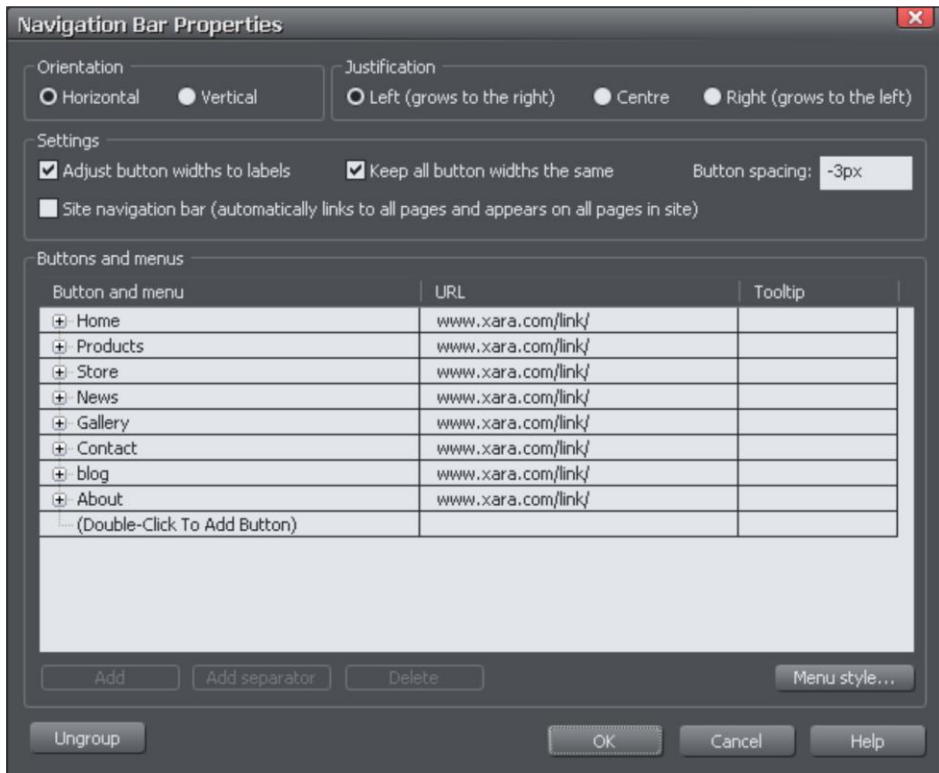 Navigation Bar Properties
Orientation
Horizontal Vertical
Justification
Left (grows to the right) Centre Right (grows to the left)
Settings
Adjust button widths to labels Keep all button widths the same Button spacing: -3px
Site navigation bar (automatically links to all pages and appears on all pages in site)
Buttons and menus
Button and menu URL Tooltip
Home www.xara.com/link/
Products www.xara.com/link/
Store www.xara.com/link/
News www.xara.com/link/
Gallery www.xara.com/link/
Contact www.xara.com/link/
blog www.xara.com/link/
About www.xara.com/link/
(Double-Click To Add Button)
Add Add separator Delete Menu style...
Ungroup OK Cancel Help